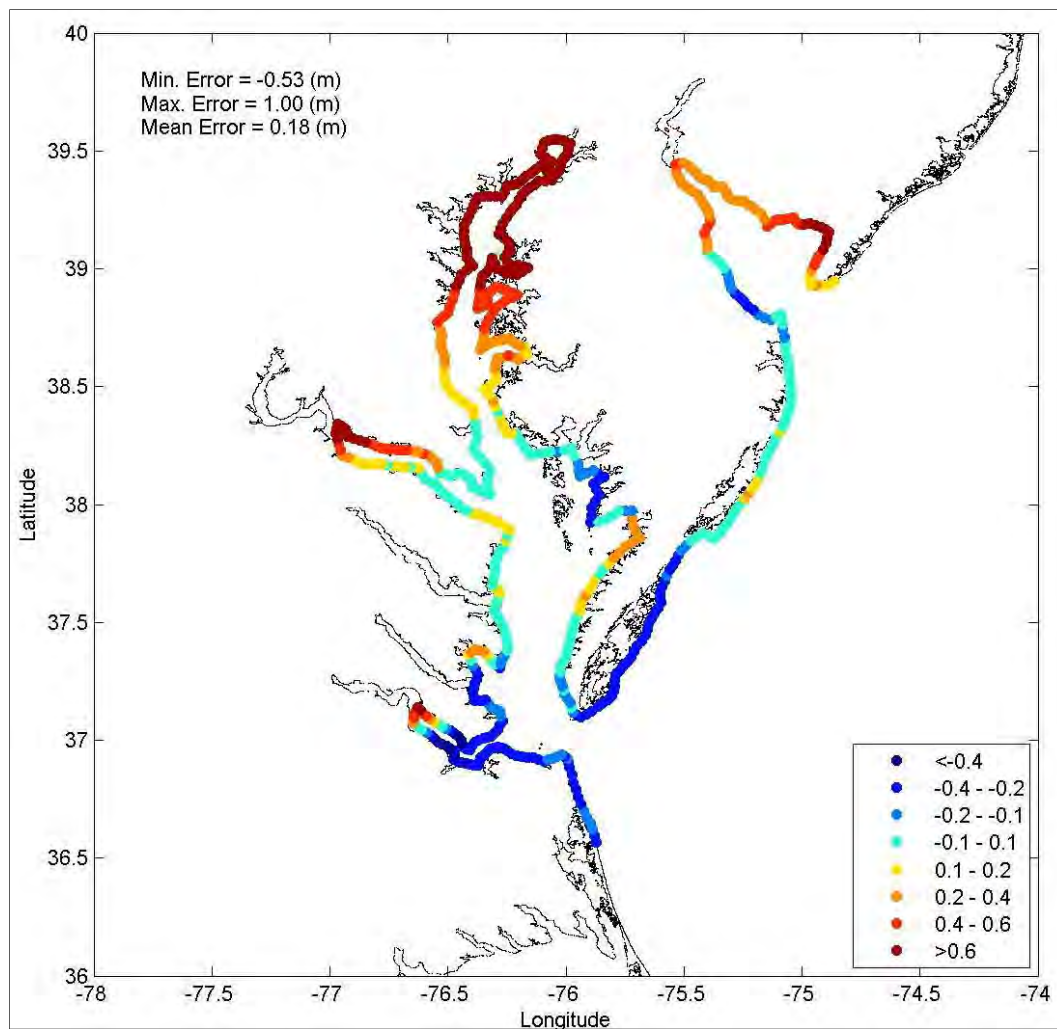 Min. Error = -0.53 (m)
Max. Error = 1.00 (m)
Mean Error = 0.18 (m)
40
39.5
39
38.5
38
37.5
37
36.5
36
Latitude
<-0.4
-0.4 - -0.2
-0.2 - -0.1
-0.1 - 0.1
0.1 - 0.2
0.2 - 0.4
0.4 - 0.6
>0.6
-78 -77.5 -77 -76.5 -76 -75.5 -75 -74.5 -74
Longitude